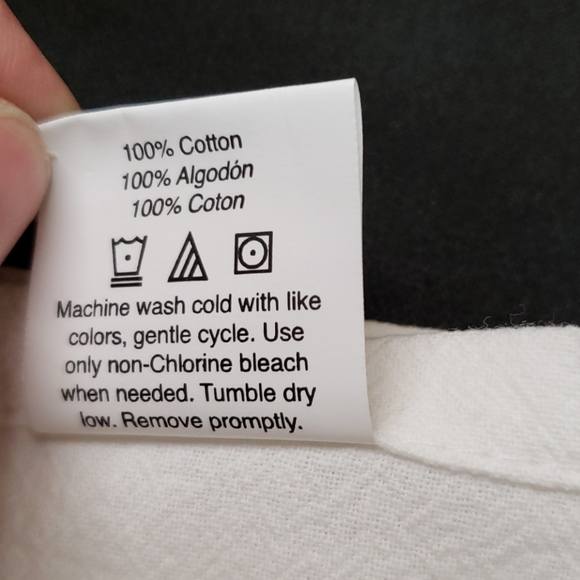 100% Cotton
100% Algodón
100% Coton
Machine wash cold with like
colors, gentle cycle. Use
only non-Chlorine bleach
when needed. Tumble dry
low. Remove promptly.